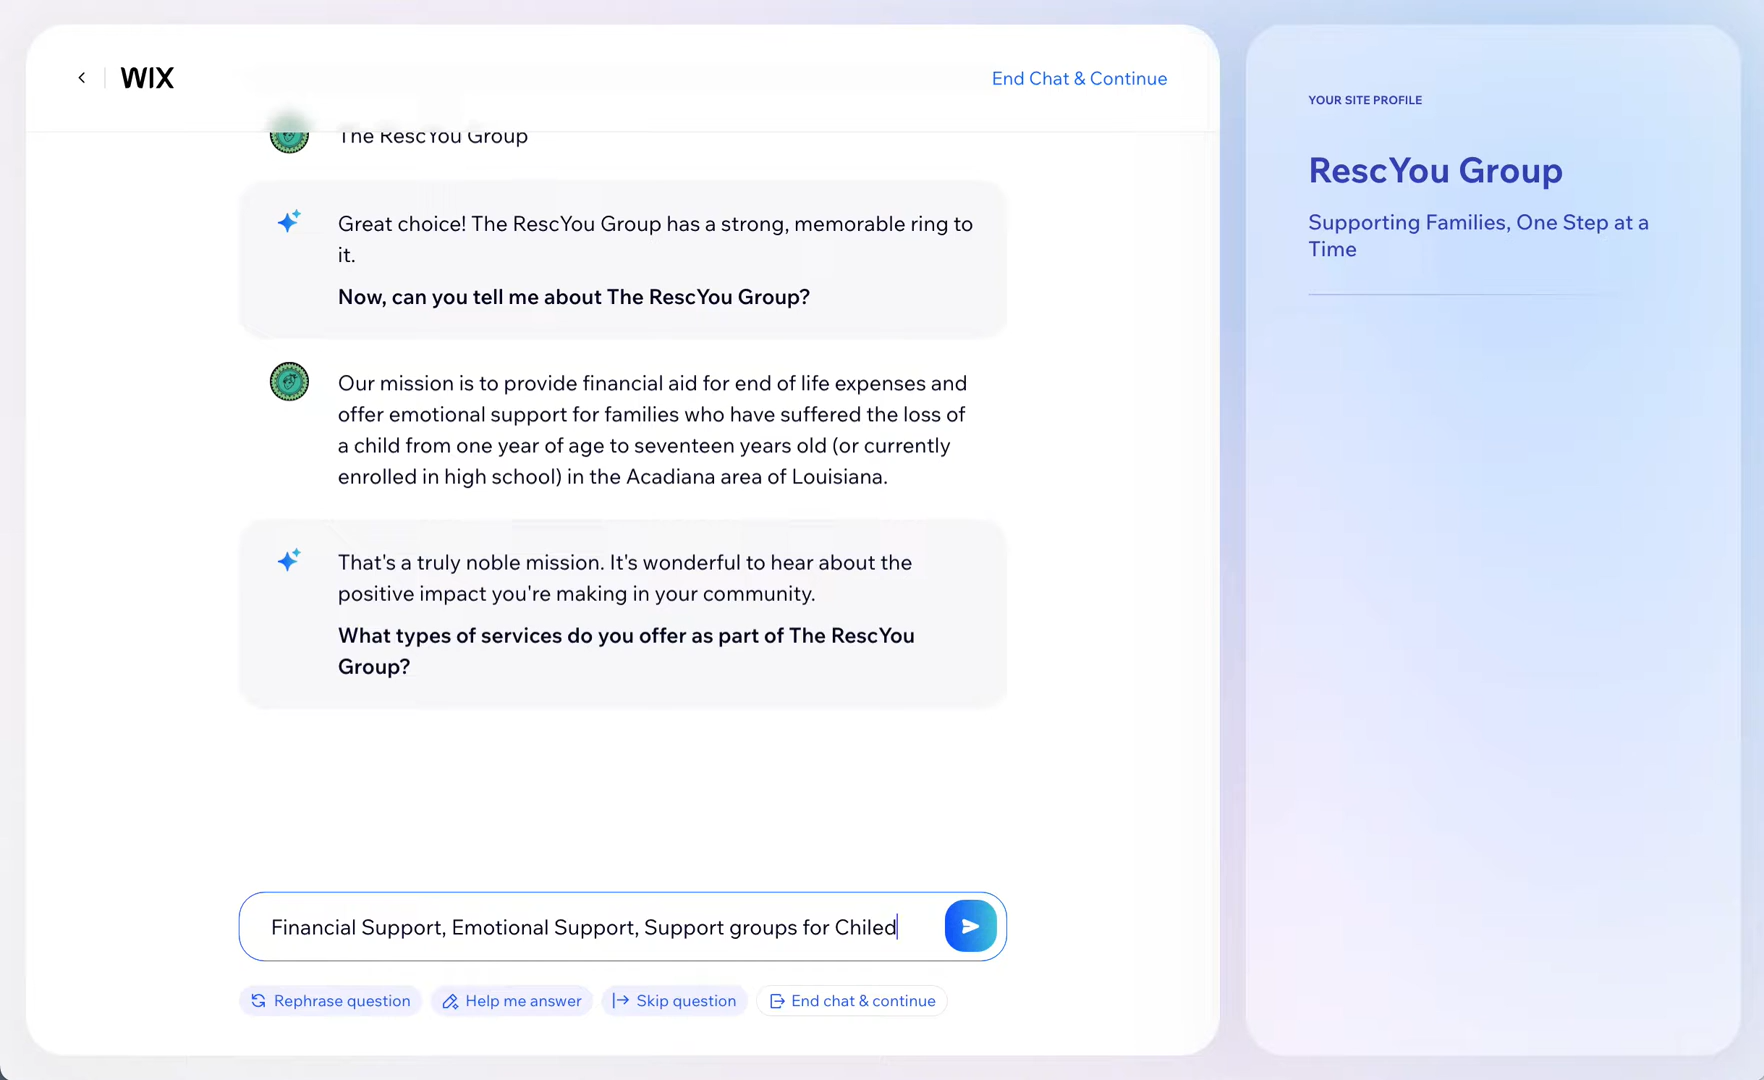 WIX
End Chat & Continue
The RescYou Group
Great choice! The RescYou Group has a strong, memorable ring to
it.
Now, can you tell me about The RescYou Group?
Our mission is to provide financial aid for end of life expenses and
offer emotional support for families who have suffered the loss of
a child from one year of age to seventeen years old (or currently
enrolled in high school) in the Acadiana area of Louisiana.
That's a truly noble mission. It's wonderful to hear about the
positive impact you're making in your community.
What types of services do you offer as part of The RescYou
Group?
Financial Support, Emotional Support, Support groups for Chiled
Rephrase question
Help me answer
Skip question
End chat & continue
YOUR SITE PROFILE
RescYou Group
Supporting Families, One Step at a
Time